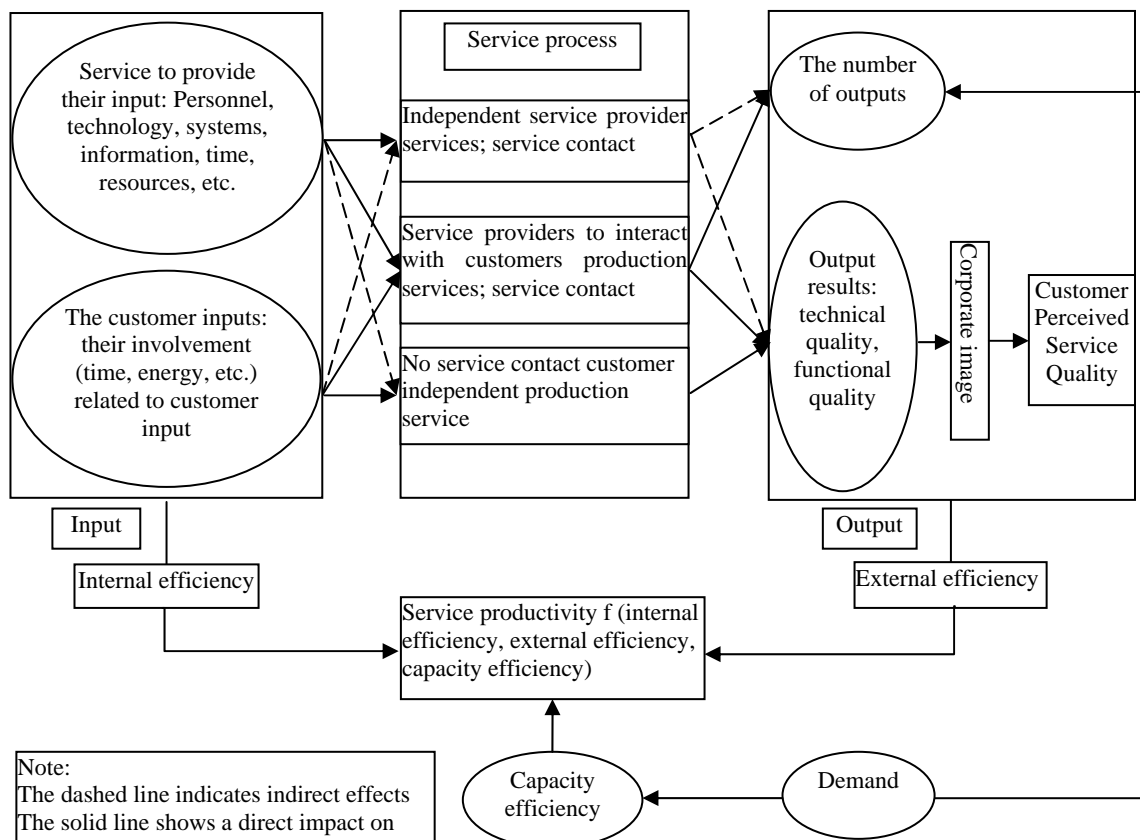 Service to provide
their input: Personnel,
technology, systems,
information, time,
resources, etc.
The customer inputs:
their involvement
(time, energy, etc.)
related to customer
input
Service process
Independent service provider
services; service contact
Service providers to interact
with customers production
services; service contact
No service contact customer
independent production
service
The number
of outputs
Output
results:
technical
quality,
functional
quality
Corporate image
Customer
Perceived
Service
Quality
Input
Output
Internal efficiency
External efficiency
Service productivity f (internal
efficiency, external efficiency,
capacity efficiency)
Note:
The dashed line indicates indirect effects
The solid line shows a direct impact on
Capacity
efficiency
Demand